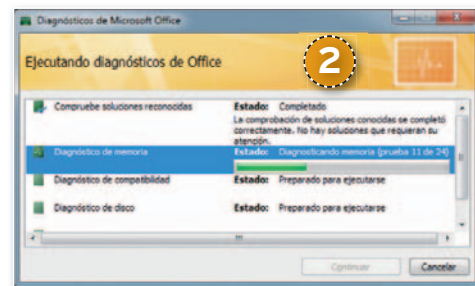 Diagnósticos de Microsoft Office
Ejecutando diagnósticos de Office
2
Compruebe soluciones reconocidas
Estado: Completado
La comprobación de soluciones conocidas se completó
correctamente. No hay soluciones que requieran su
atención.
Diagnóstico de memoria
Estado: Diagnosticando memoria (prueba 11 de 24)
Diagnóstico de compatibilidad
Estado: Preparado para ejecutarse
Diagnóstico de disco
Estado: Preparado para ejecutarse
Continuar
Cancelar